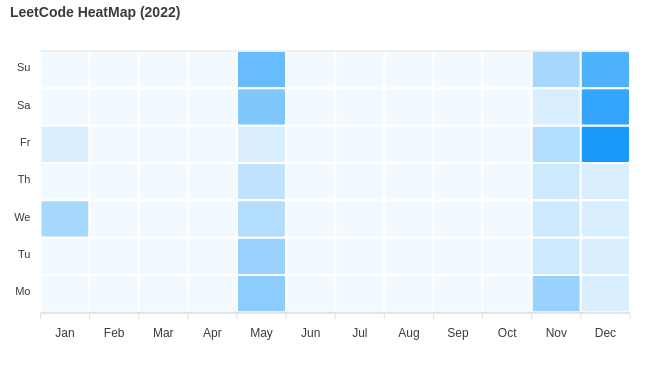 LeetCode HeatMap (2022)
Su
Sa
Fr
Th
We
Tu
Mo
Jan Feb Mar Apr May Jun Jul Aug Sep Oct Nov Dec